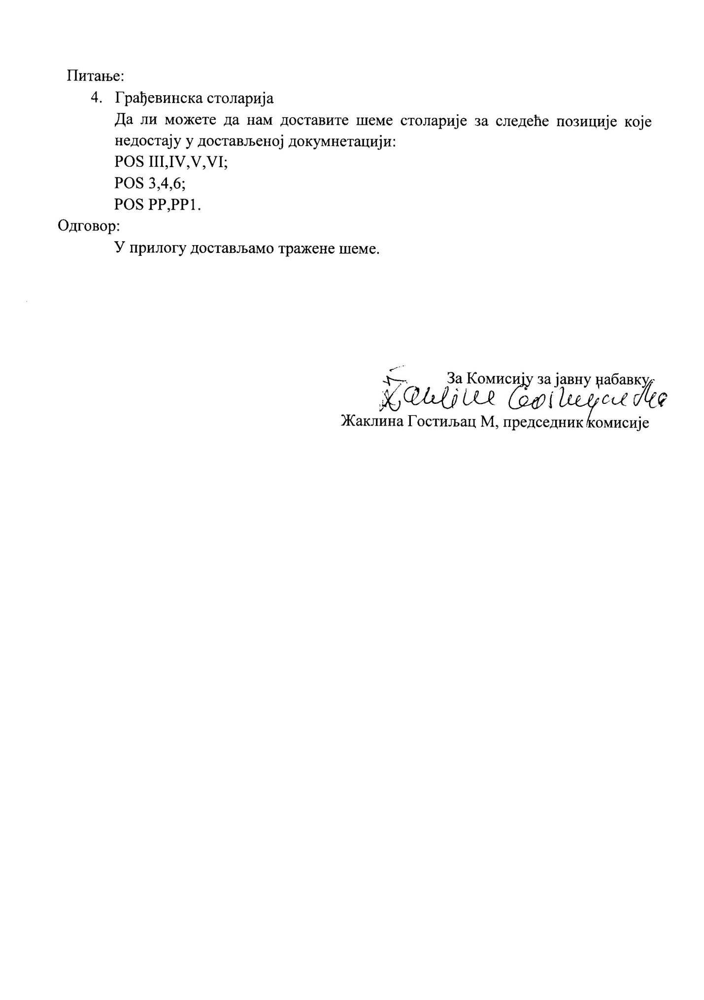 Питање:
4. Грађевинска столарија
Да ли можете да нам доставите шеме столарије за следеће позиције које
недостају у достављеној докумнетацији:
POS III,IV,V,VI;
POS 3,4,6;
POS PP,PP1.
Одговор:
У прилогу достављамо тражене шеме.
За Комисију за јавну набавку
Жаклина Гостиљац М, председник комисије